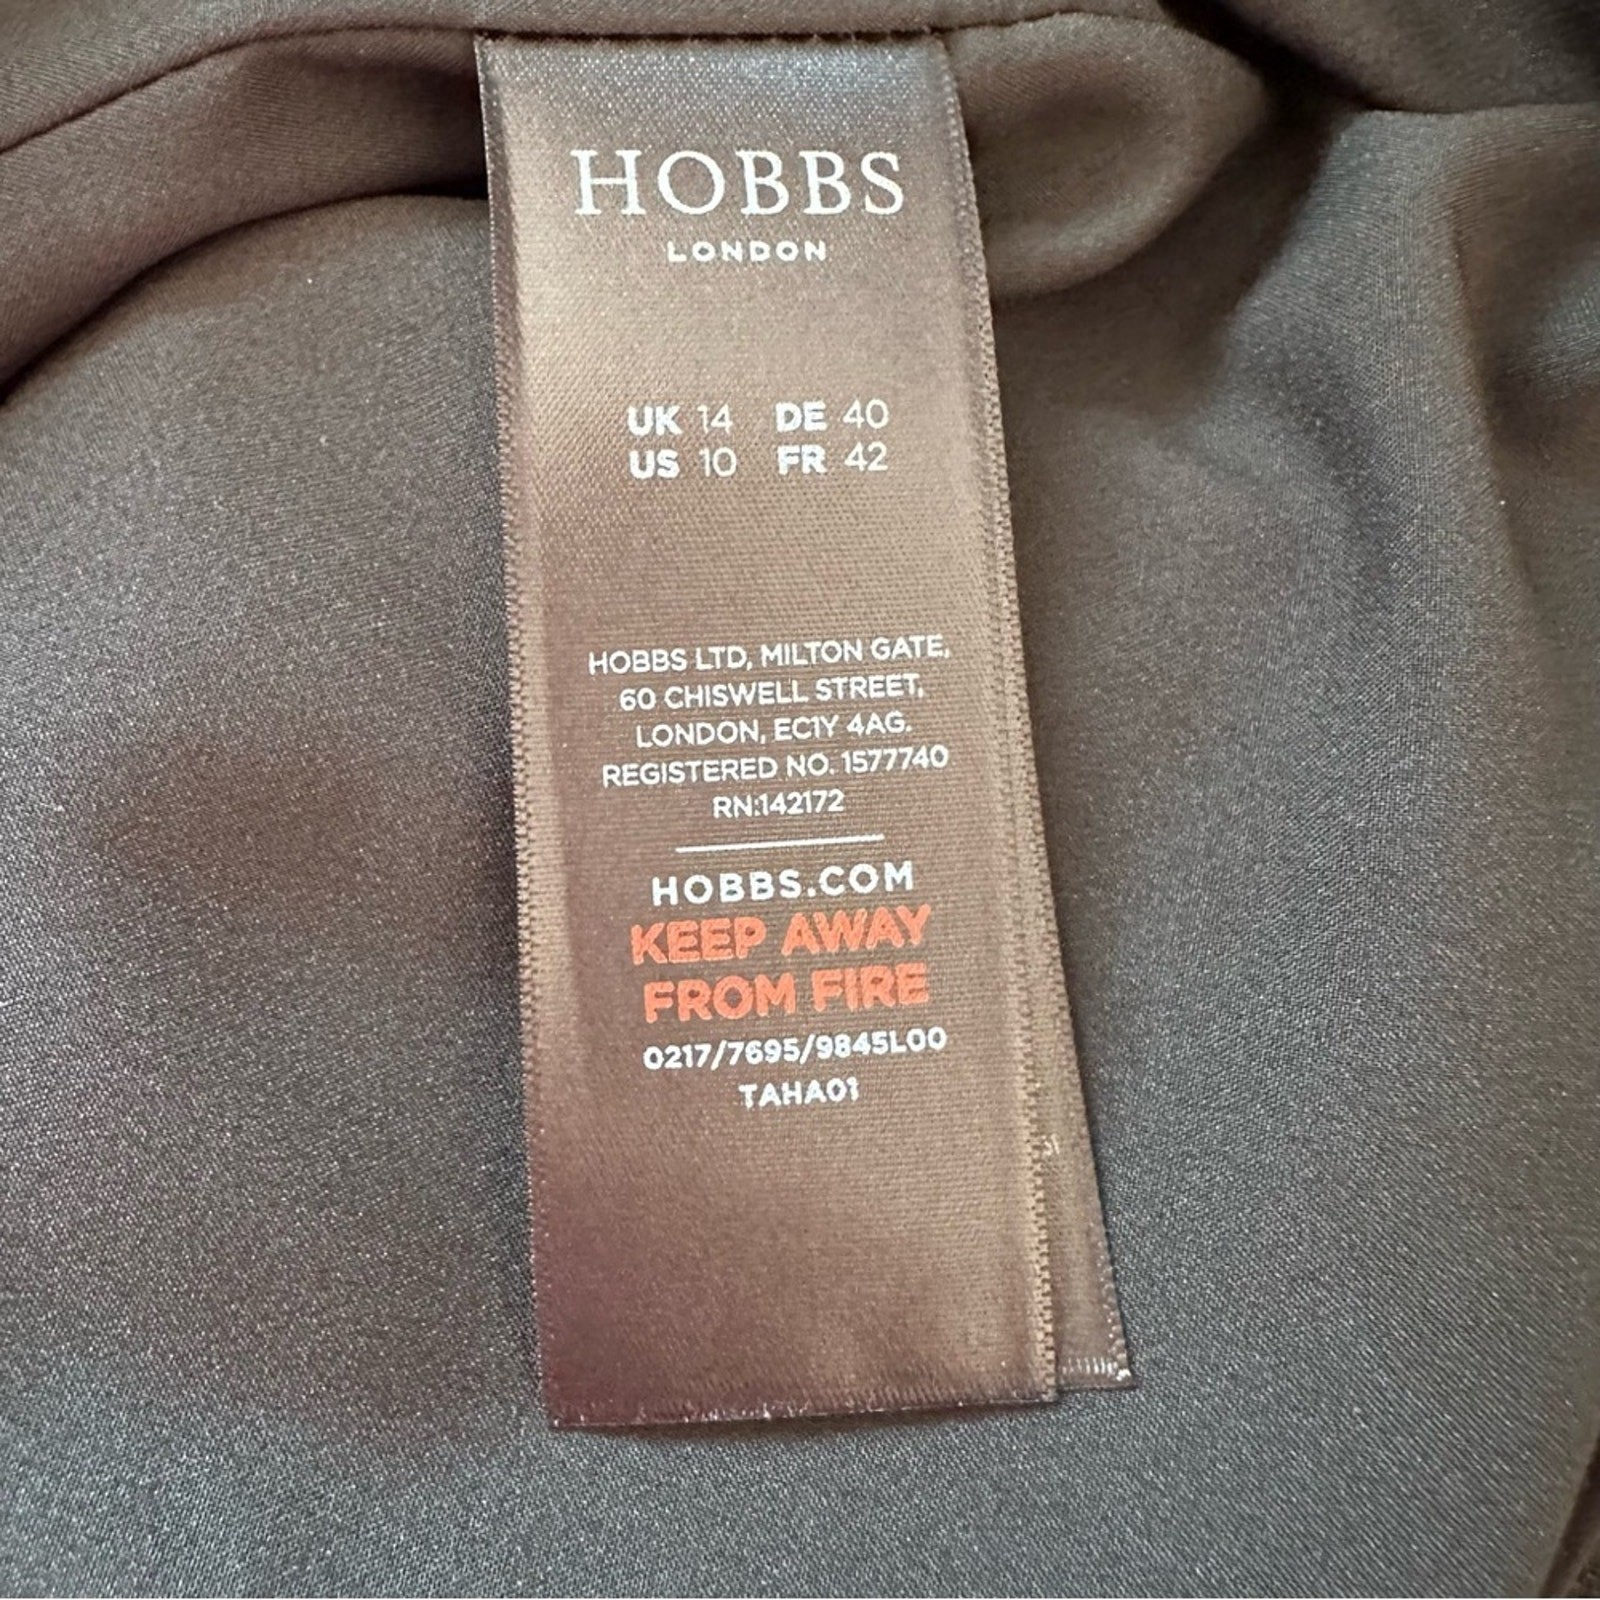 HOBBS
LONDON
UK 14 DE 40
US 10 FR 42
HOBBS LTD, MILTON GATE,
60 CHISWELL STREET,
LONDON, EC1Y 4AG.
REGISTERED NO. 1577740
RN:142172
HOBBS.COM
KEEP AWAY
FROM FIRE
0217/7695/9845L00
TAHA01